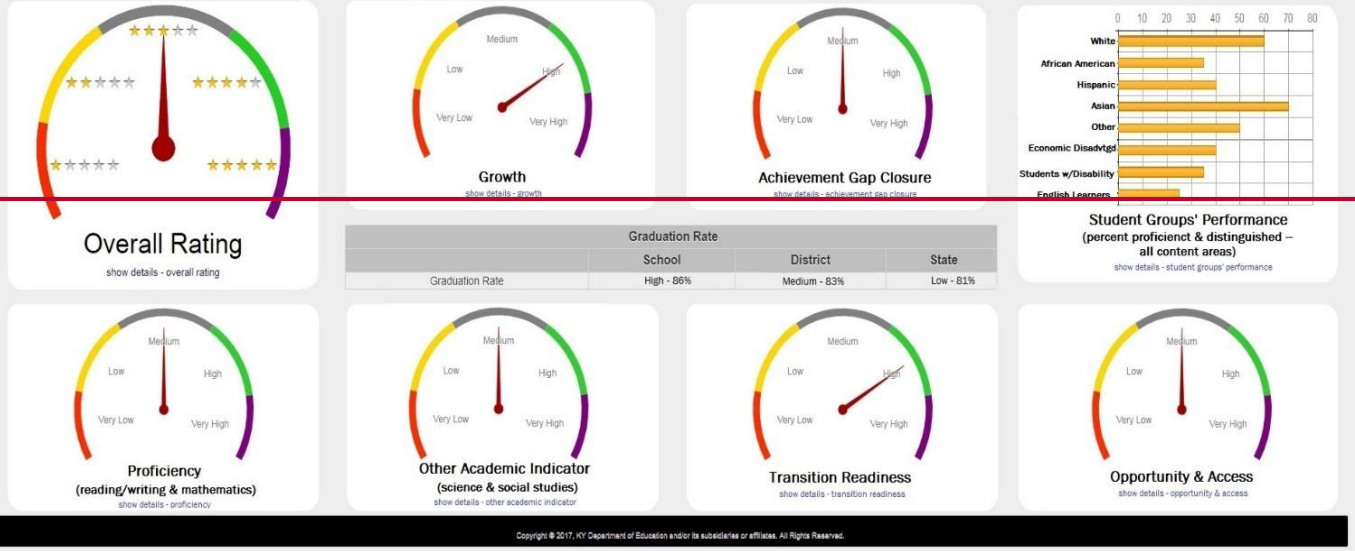 Overall Rating
show details - overall rating
Medium
Low
High
Very Low
Very High
Growth
show details - growth
Medium
Low
High
Very Low
Very High
Achievement Gap Closure
show details - achievement gap closure
0 10 20 30 40 50 60 70 80
White
African American
Hispanic
Asian
Other
Economic Disadvtgd
Students w/Disability
English Learners
Student Groups' Performance
(percent proficienct & distinguished –
all content areas)
show details - student groups' performance
Graduation Rate
School District State
Graduation Rate High - 86% Medium - 83% Low - 81%
Medium
Low
High
Very Low
Very High
Proficiency
(reading/writing & mathematics)
show details - proficiency
Medium
Low
High
Very Low
Very High
Other Academic Indicator
(science & social studies)
show details - other academic indicator
Medium
Low
High
Very Low
Very High
Transition Readiness
show details - transition readiness
Medium
Low
High
Very Low
Very High
Opportunity & Access
show details - opportunity & access
Copyright © 2017, KY Department of Education and/or its subsidiaries or affiliates. All Rights Reserved.